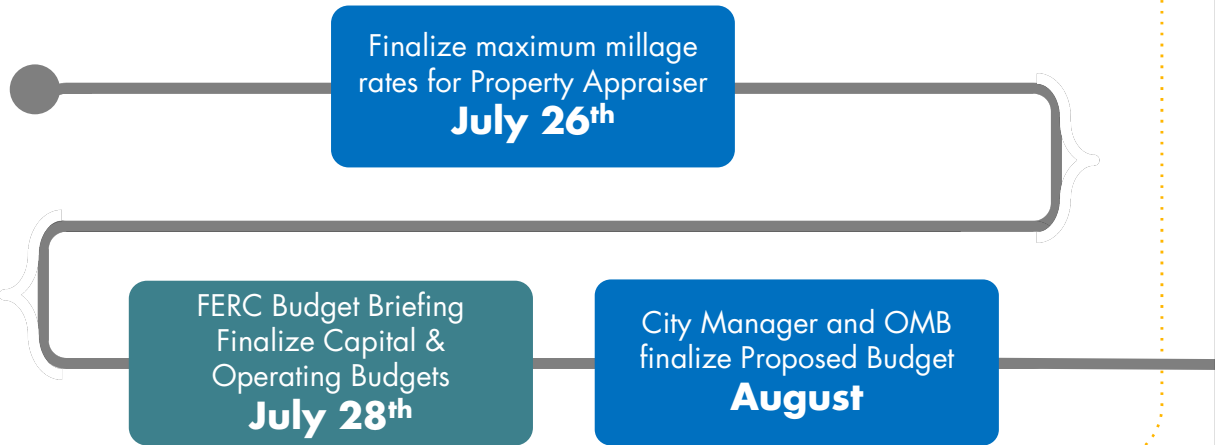 Finalize maximum millage
rates for Property Appraiser
July 26th
FERC Budget Briefing
Finalize Capital &
Operating Budgets
July 28th
City Manager and OMB
finalize Proposed Budget
August